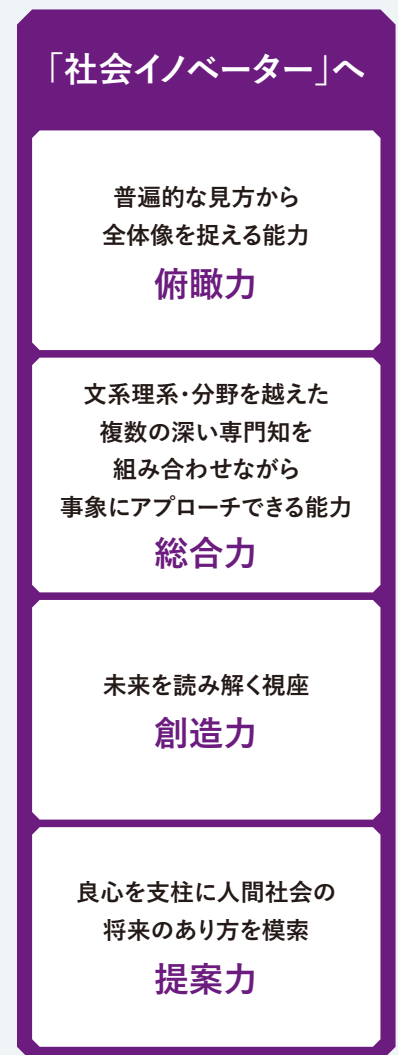 「社会イノベーター」へ
普遍的な見方から
全体像を捉える能力
俯瞰力
文系理系・分野を越えた
複数の深い専門知を
組み合わせながら
事象にアプローチできる能力
総合力
未来を読み解く視座
創造力
良心を支柱に人間社会の
将来のあり方を模索
提案力